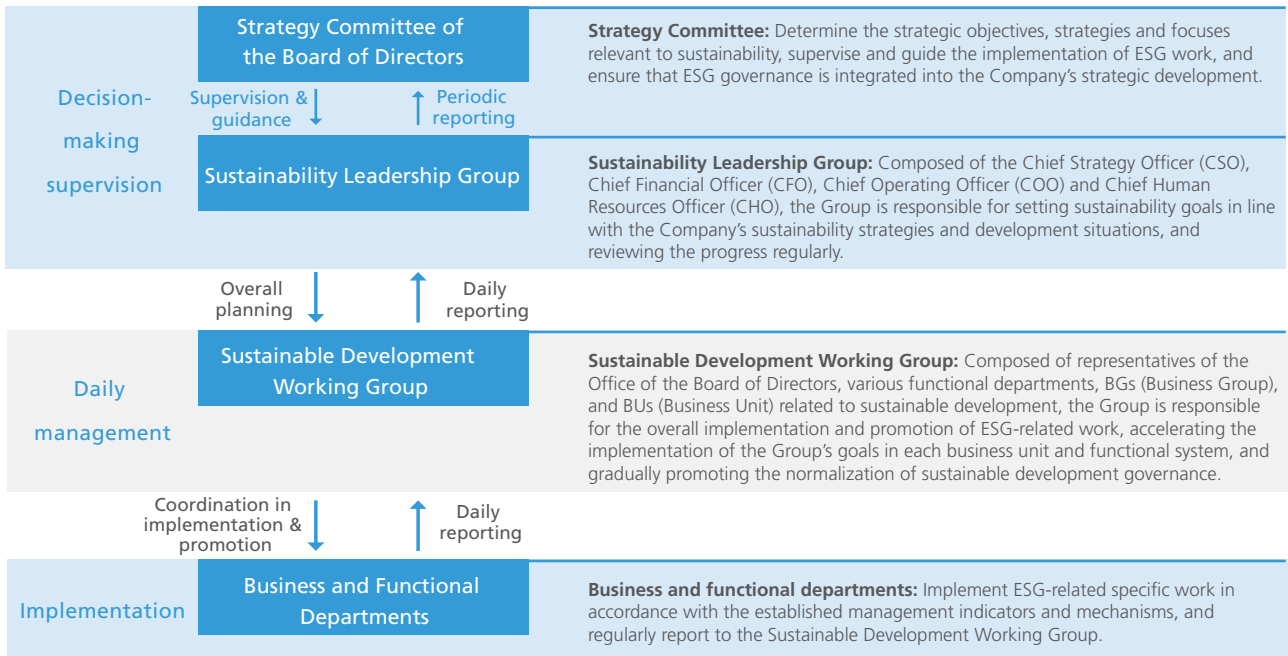 Decision-
making
supervision
Strategy Committee of
the Board of Directors
Strategy Committee: Determine the strategic objectives, strategies and focuses
relevant to sustainability, supervise and guide the implementation of ESG work, and
ensure that ESG governance is integrated into the Company’s strategic development.
Supervision &
guidance
Periodic
reporting
Sustainability Leadership Group
Sustainability Leadership Group: Composed of the Chief Strategy Officer (CSO),
Chief Financial Officer (CFO), Chief Operating Officer (COO) and Chief Human
Resources Officer (CHO), the Group is responsible for setting sustainability goals in line
with the Company’s sustainability strategies and development situations, and
reviewing the progress regularly.
Overall
planning
Daily
reporting
Daily
management
Sustainable Development
Working Group
Sustainable Development Working Group: Composed of representatives of the
Office of the Board of Directors, various functional departments, BGs (Business Group),
and BUs (Business Unit) related to sustainable development, the Group is responsible
for the overall implementation and promotion of ESG-related work, accelerating the
implementation of the Group’s goals in each business unit and functional system, and
gradually promoting the normalization of sustainable development governance.
Coordination in
implementation &
promotion
Daily
reporting
Implementation
Business and Functional
Departments
Business and functional departments: Implement ESG-related specific work in
accordance with the established management indicators and mechanisms, and
regularly report to the Sustainable Development Working Group.